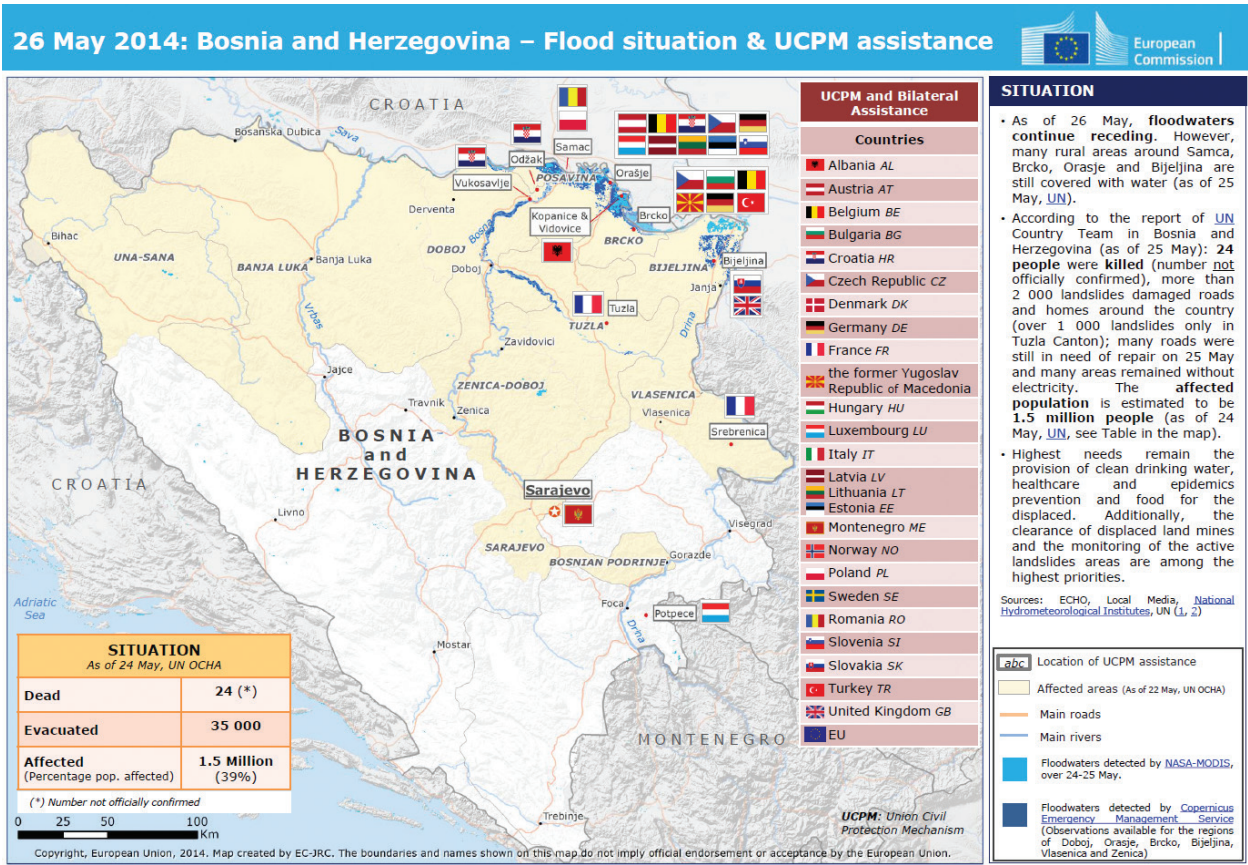 26 May 2014: Bosnia and Herzegovina – Flood situation & UCPM assistance
European
Commission
CROATIA
Bosanska Dubica
Sava
Samac
Odžak
POSAVINA
Orašje
Vukosavlje
Derventa
Kopanice &
Vidovice
Brcko
BRCKO
Bihac
UNA-SANA
BANJA LUKA
Banja Luka
DOBOJ
Bosna
Doboj
BIJELJINA
Bijeljina
Janja
Vrbas
Tuzla
TUZLA
Drina
Zavidovici
Jajce
ZENICA-DOBOJ
VLASENICA
Vlasenica
Travnik
Zenica
Srebrenica
BOSNIA
and
HERZEGOVINA
CROATIA
Sarajevo
Livno
Visegrad
SARAJEVO
BOSNIAN PODRINJE
Gorazde
Adriatic
Sea
Foca
Potpece
Drina
Mostar
MONTENEGRO
Trebinje
SITUATION
As of 24 May, UN OCHA
Dead 24 (*)
Evacuated 35 000
Affected 1.5 Million
(Percentage pop. affected) (39%)
(*) Number not officially confirmed
0 25 50 100
Km
UCPM: Union Civil
Protection Mechanism
Copyright, European Union, 2014. Map created by EC-JRC. The boundaries and names shown on this map do not imply official endorsement or acceptance by the European Union.
UCPM and Bilateral
Assistance
Countries
Albania AL
Austria AT
Belgium BE
Bulgaria BG
Croatia HR
Czech Republic CZ
Denmark DK
Germany DE
France FR
the former Yugoslav
Republic of Macedonia
Hungary HU
Luxembourg LU
Italy IT
Latvia LV
Lithuania LT
Estonia EE
Montenegro ME
Norway NO
Poland PL
Sweden SE
Romania RO
Slovenia SI
Slovakia SK
Turkey TR
United Kingdom GB
EU
SITUATION
• As of 26 May, floodwaters
continue receding. However,
many rural areas around Samca,
Brcko, Orasje and Bijeljina are
still covered with water (as of 25
May, UN).
• According to the report of UN
Country Team in Bosnia and
Herzegovina (as of 25 May): 24
people were killed (number not
officially confirmed), more than
2 000 landslides damaged roads
and homes around the country
(over 1 000 landslides only in
Tuzla Canton); many roads were
still in need of repair on 25 May
and many areas remained without
electricity. The affected
population is estimated to be
1.5 million people (as of 24
May, UN, see Table in the map).
• Highest needs remain the
provision of clean drinking water,
healthcare and epidemics
prevention and food for the
displaced. Additionally, the
clearance of displaced land mines
and the monitoring of the active
landslides areas are among the
highest priorities.
Sources: ECHO, Local Media, National
Hydrometeorological Institutes, UN (1, 2)
abc Location of UCPM assistance
Affected areas (As of 22 May, UN OCHA)
Main roads
Main rivers
Floodwaters detected by NASA-MODIS,
over 24-25 May.
Floodwaters detected by Copernicus
Emergency Management Service
(Observations available for the regions
of Doboj, Orasje, Brcko, Bijeljina,
Vlasenica and Zenica)